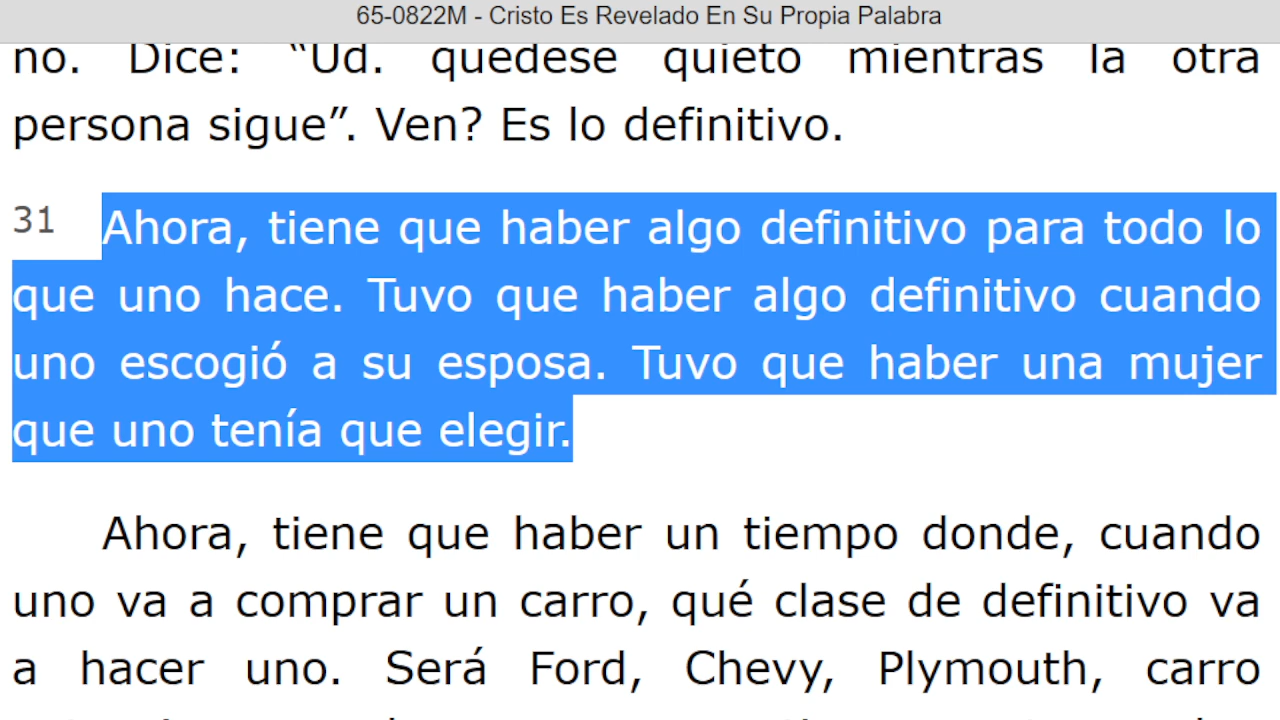 65-0822M - Cristo Es Revelado En Su Propia Palabra
no. Dice: “Ud. quédese quieto mientras la otra
persona sigue”. Ven? Es lo definitivo.
31 Ahora, tiene que haber algo definitivo para todo lo
que uno hace. Tuvo que haber algo definitivo cuando
uno escogió a su esposa. Tuvo que haber una mujer
que uno tenía que elegir.
Ahora, tiene que haber un tiempo donde, cuando
uno va a comprar un carro, qué clase de definitivo va
a hacer uno. Será Ford, Chevy, Plymouth, carro